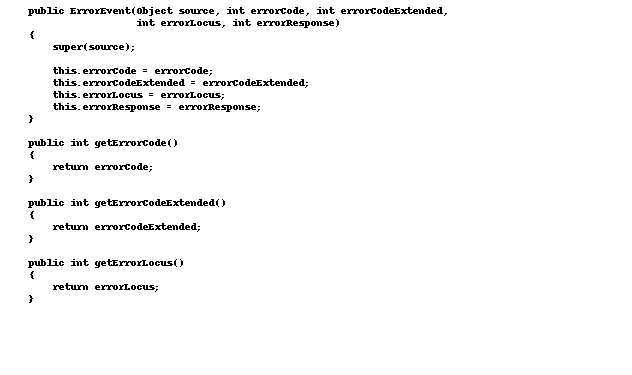 public ErrorEvent(Object source, int errorCode, int errorCodeExtended,
int errorLocus, int errorResponse)
{
super(source);
this.errorCode = errorCode;
this.errorCodeExtended = errorCodeExtended;
this.errorLocus = errorLocus;
this.errorResponse = errorResponse;
}
public int getErrorCode()
{
return errorCode;
}
public int getErrorCodeExtended()
{
return errorCodeExtended;
}
public int getErrorLocus()
{
return errorLocus;
}